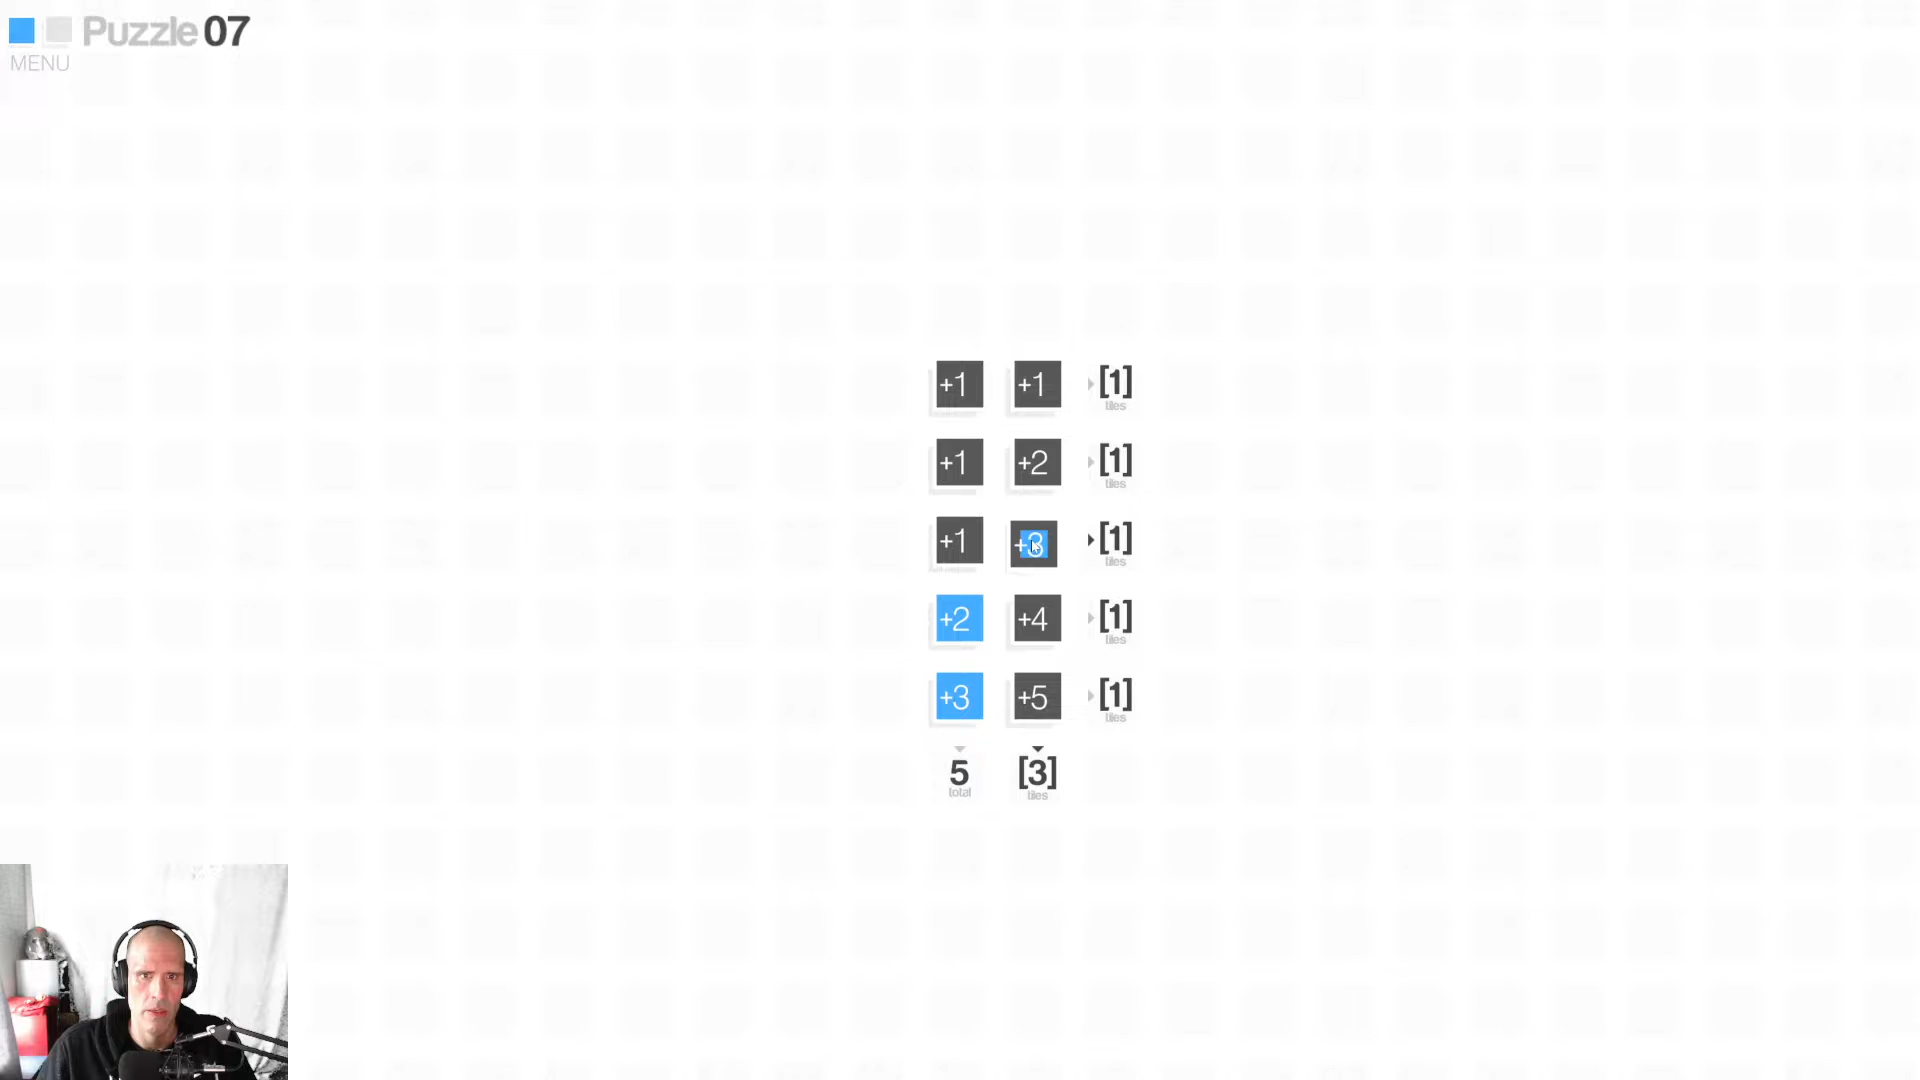 Puzzle 07
MENU
+1 +1 [1]
tiles
+1 +2 [1]
tiles
+1 +3 [1]
tiles
+2 +4 [1]
tiles
+3 +5 [1]
tiles
5 [3]
total tiles